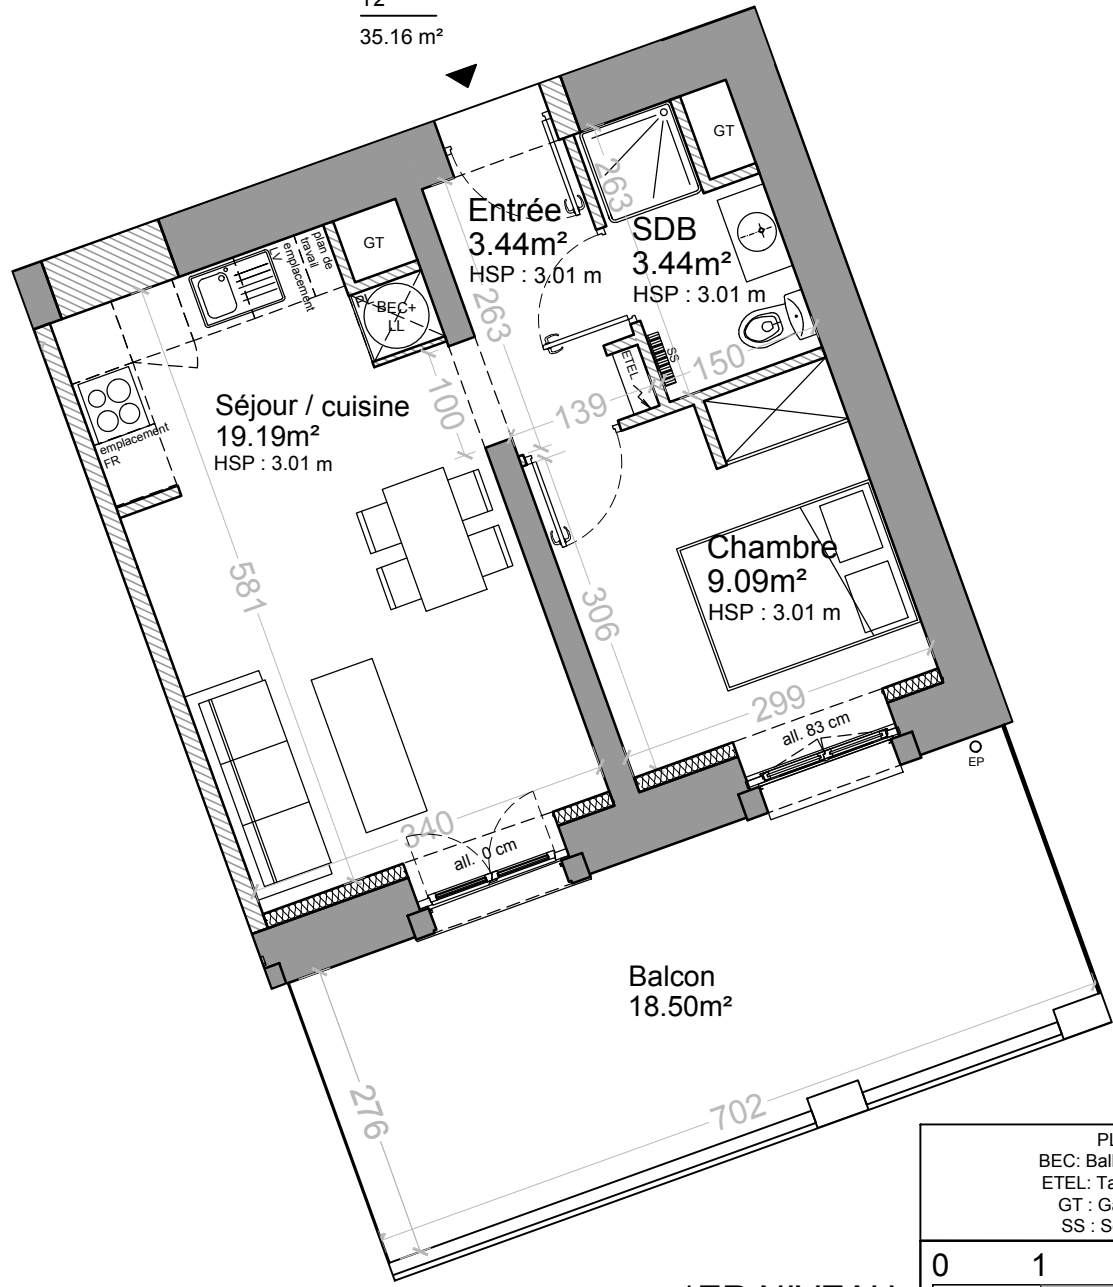 T2
35.16 m²
GT
Entrée
3.44m²
HSP : 3.01 m
263
SDB
3.44m²
HSP : 3.01 m
GT
plan de
travail
emplacement
LV
BEC+
LL
263
ETEL
SS
150
139
100
Séjour / cuisine
19.19m²
HSP : 3.01 m
emplacement
FR
581
Chambre
9.09m²
HSP : 3.01 m
306
299
all. 83 cm
EP
340
all. 0 cm
Balcon
18.50m²
276
702
BEC: Ball
ETEL: Ta
GT : Ga
SS : S
0 1